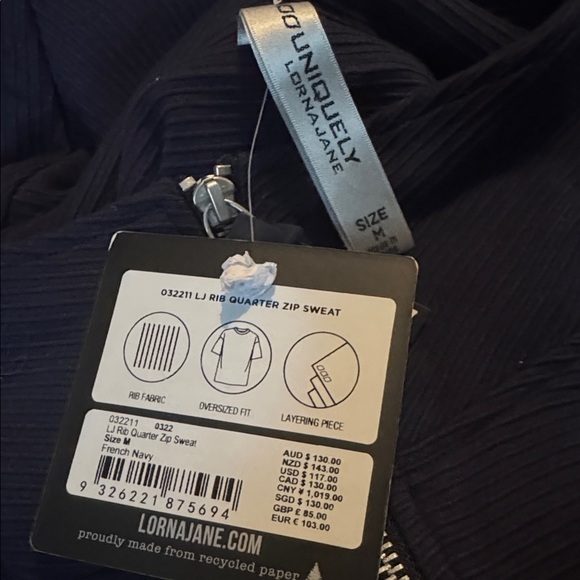 UNIQUELY
LORNA JANE
SIZE
M
032211 LJ RIB QUARTER ZIP SWEAT
RIB FABRIC
OVERSIZED FIT
LAYERING PIECE
032211 0322
LJ Rib Quarter Zip Sweat
Size M
French Navy
9 326221 875694
AUD $ 130.00
NZD $ 143.00
USD $ 117.00
CAD $ 130.00
CNY ¥ 1,019.00
SGD $ 130.00
GBP £ 85.00
EUR € 103.00
LORNAJANE.COM
proudly made from recycled paper